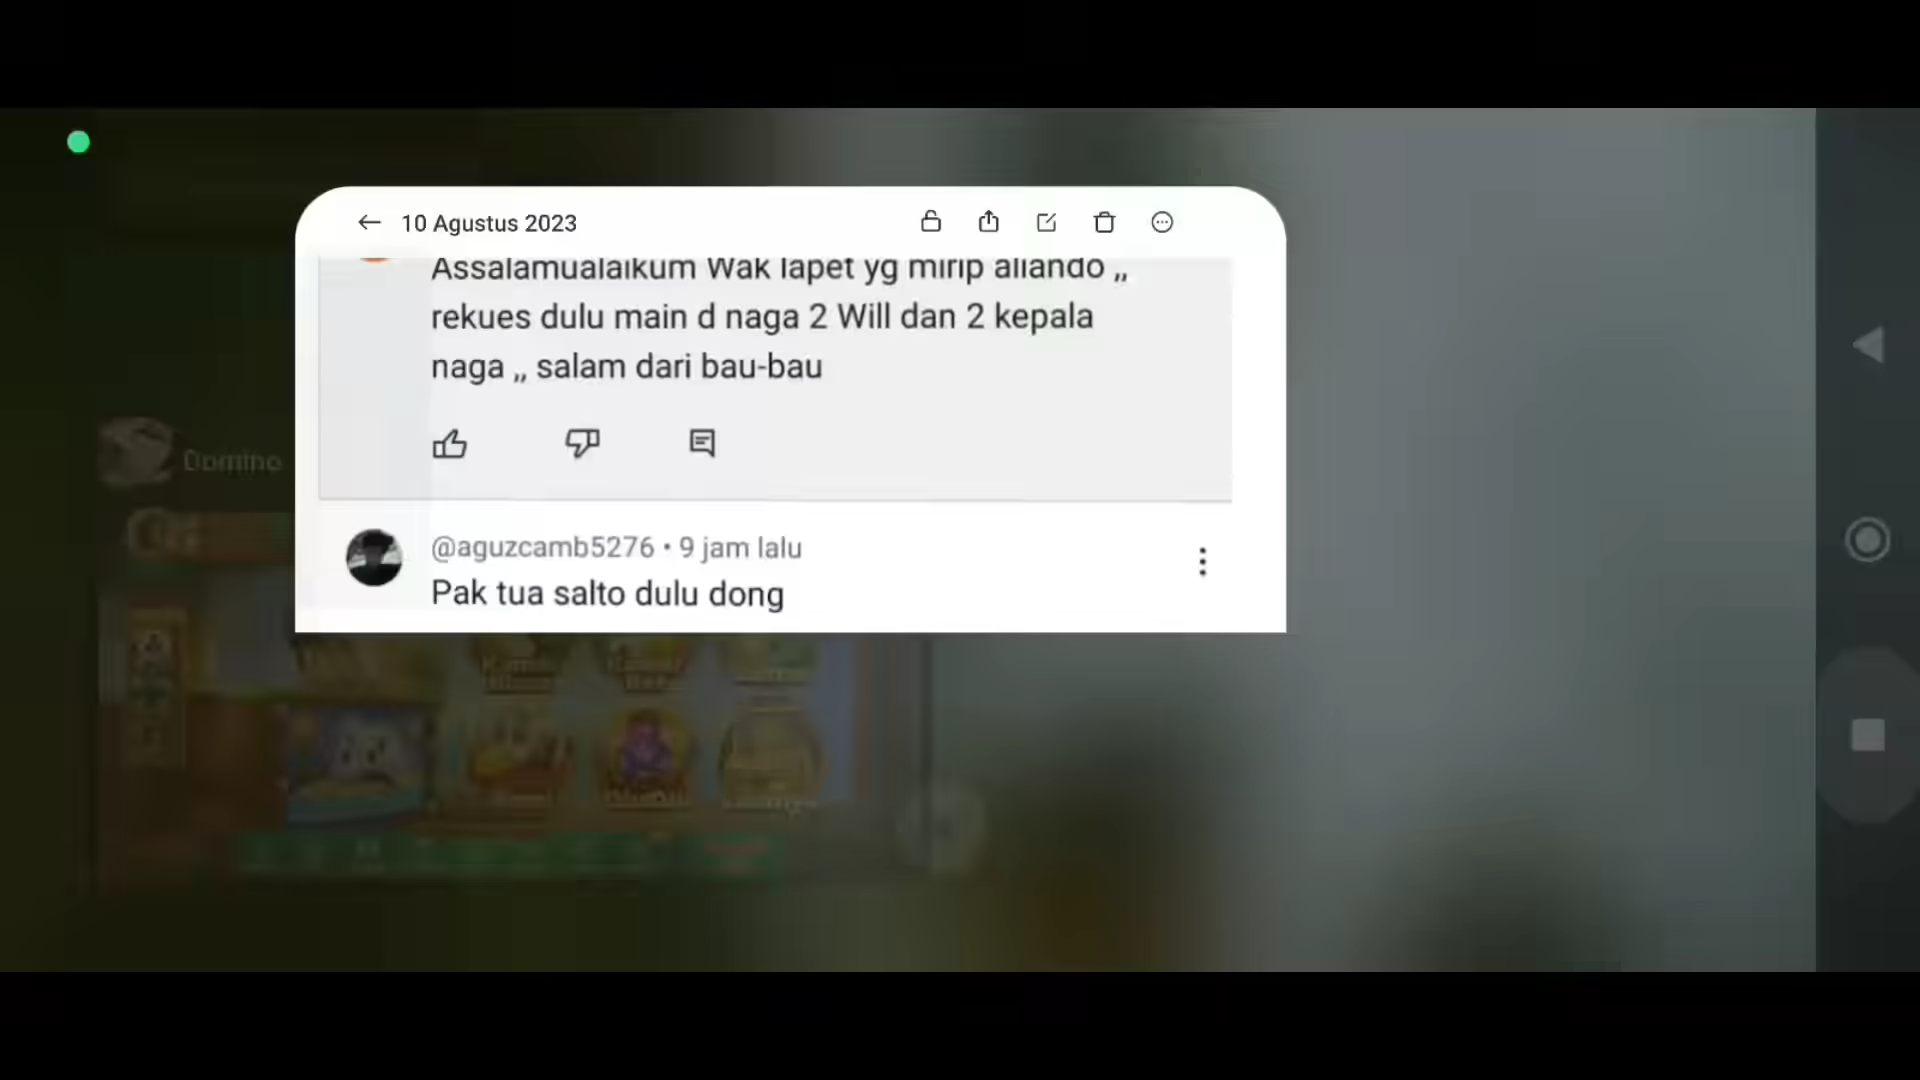 10 Agustus 2023
Assalamualaikum Wak lapet yg mirip aliando ,,
rekues dulu main d naga 2 Will dan 2 kepala
naga ,, salam dari bau-bau
@aguzcamb5276 • 9 jam lalu
Pak tua salto dulu dong
Domino